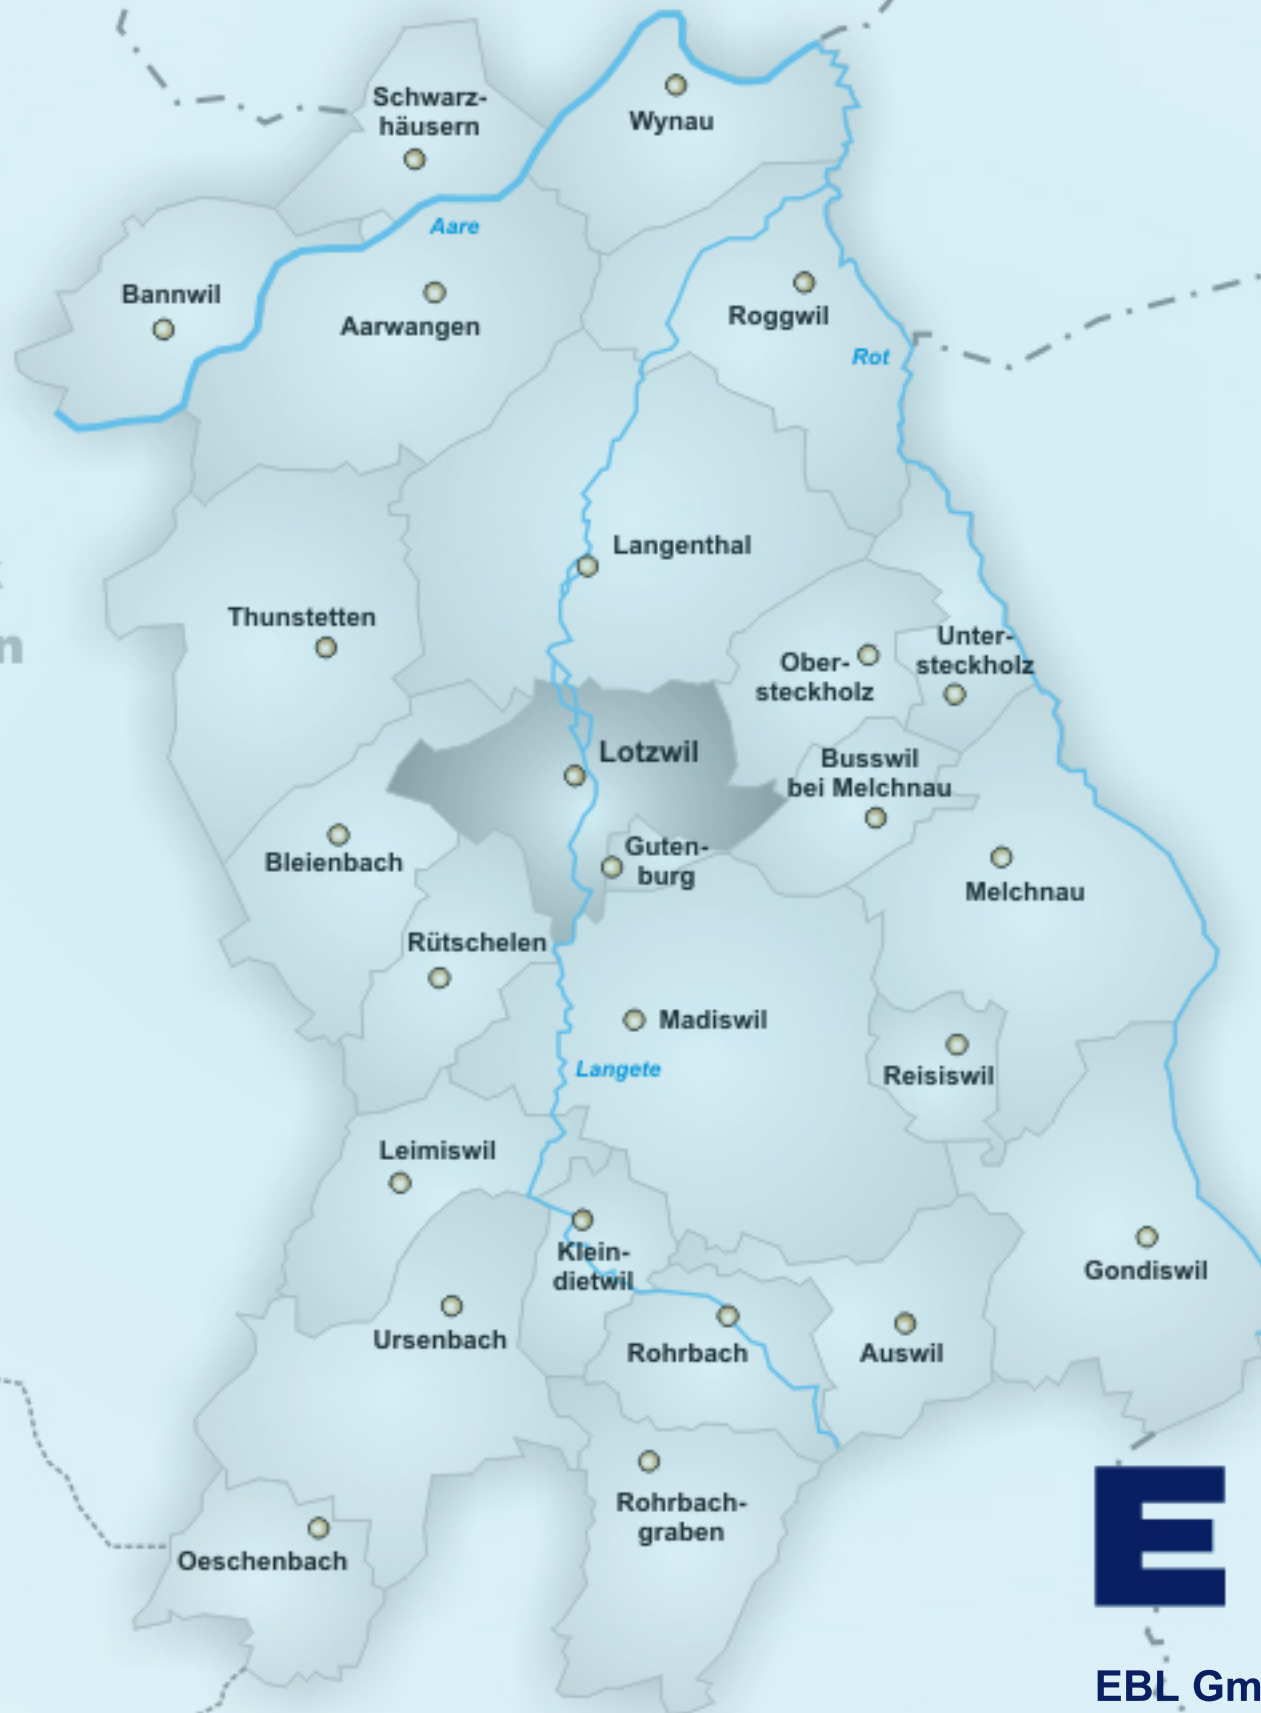 Schwarz-
häusern
Wynau
Aare
Bannwil
Aarwangen
Roggwil
Rot
Langenthal
Thunstetten
Unter-
steckholz
Ober-
steckholz
Lotzwil
Busswil
bei Melchnau
Guten-
burg
Bleienbach
Melchnau
Rütschelen
Madiswil
Langete
Reisiswil
Leimiswil
Klein-
dietwil
Gondiswil
Ursenbach
Rohrbach
Auswil
Rohrbach-
graben
Oeschenbach
E
EBL Gm